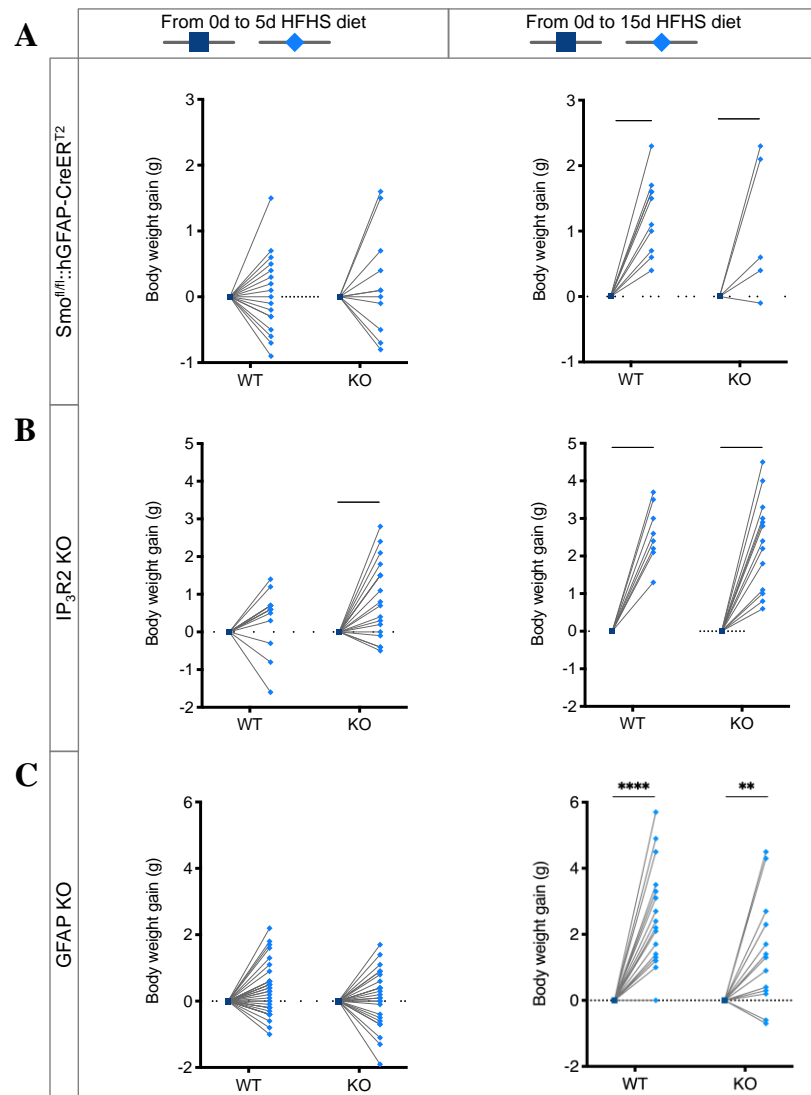 A
From 0d to 5d HFHS diet
From 0d to 15d HFHS diet
Smo^fl/fl::hGFAP-CreER^T2
Body weight gain (g)
3
2
1
0
-1
WT
KO
Body weight gain (g)
3
2
1
0
-1
WT
KO
B
IP₃R2 KO
Body weight gain (g)
5
4
3
2
1
0
-1
-2
WT
KO
Body weight gain (g)
5
4
3
2
1
0
-1
-2
WT
KO
C
GFAP KO
Body weight gain (g)
6
4
2
0
-2
WT
KO
****
**
Body weight gain (g)
6
4
2
0
-2
WT
KO